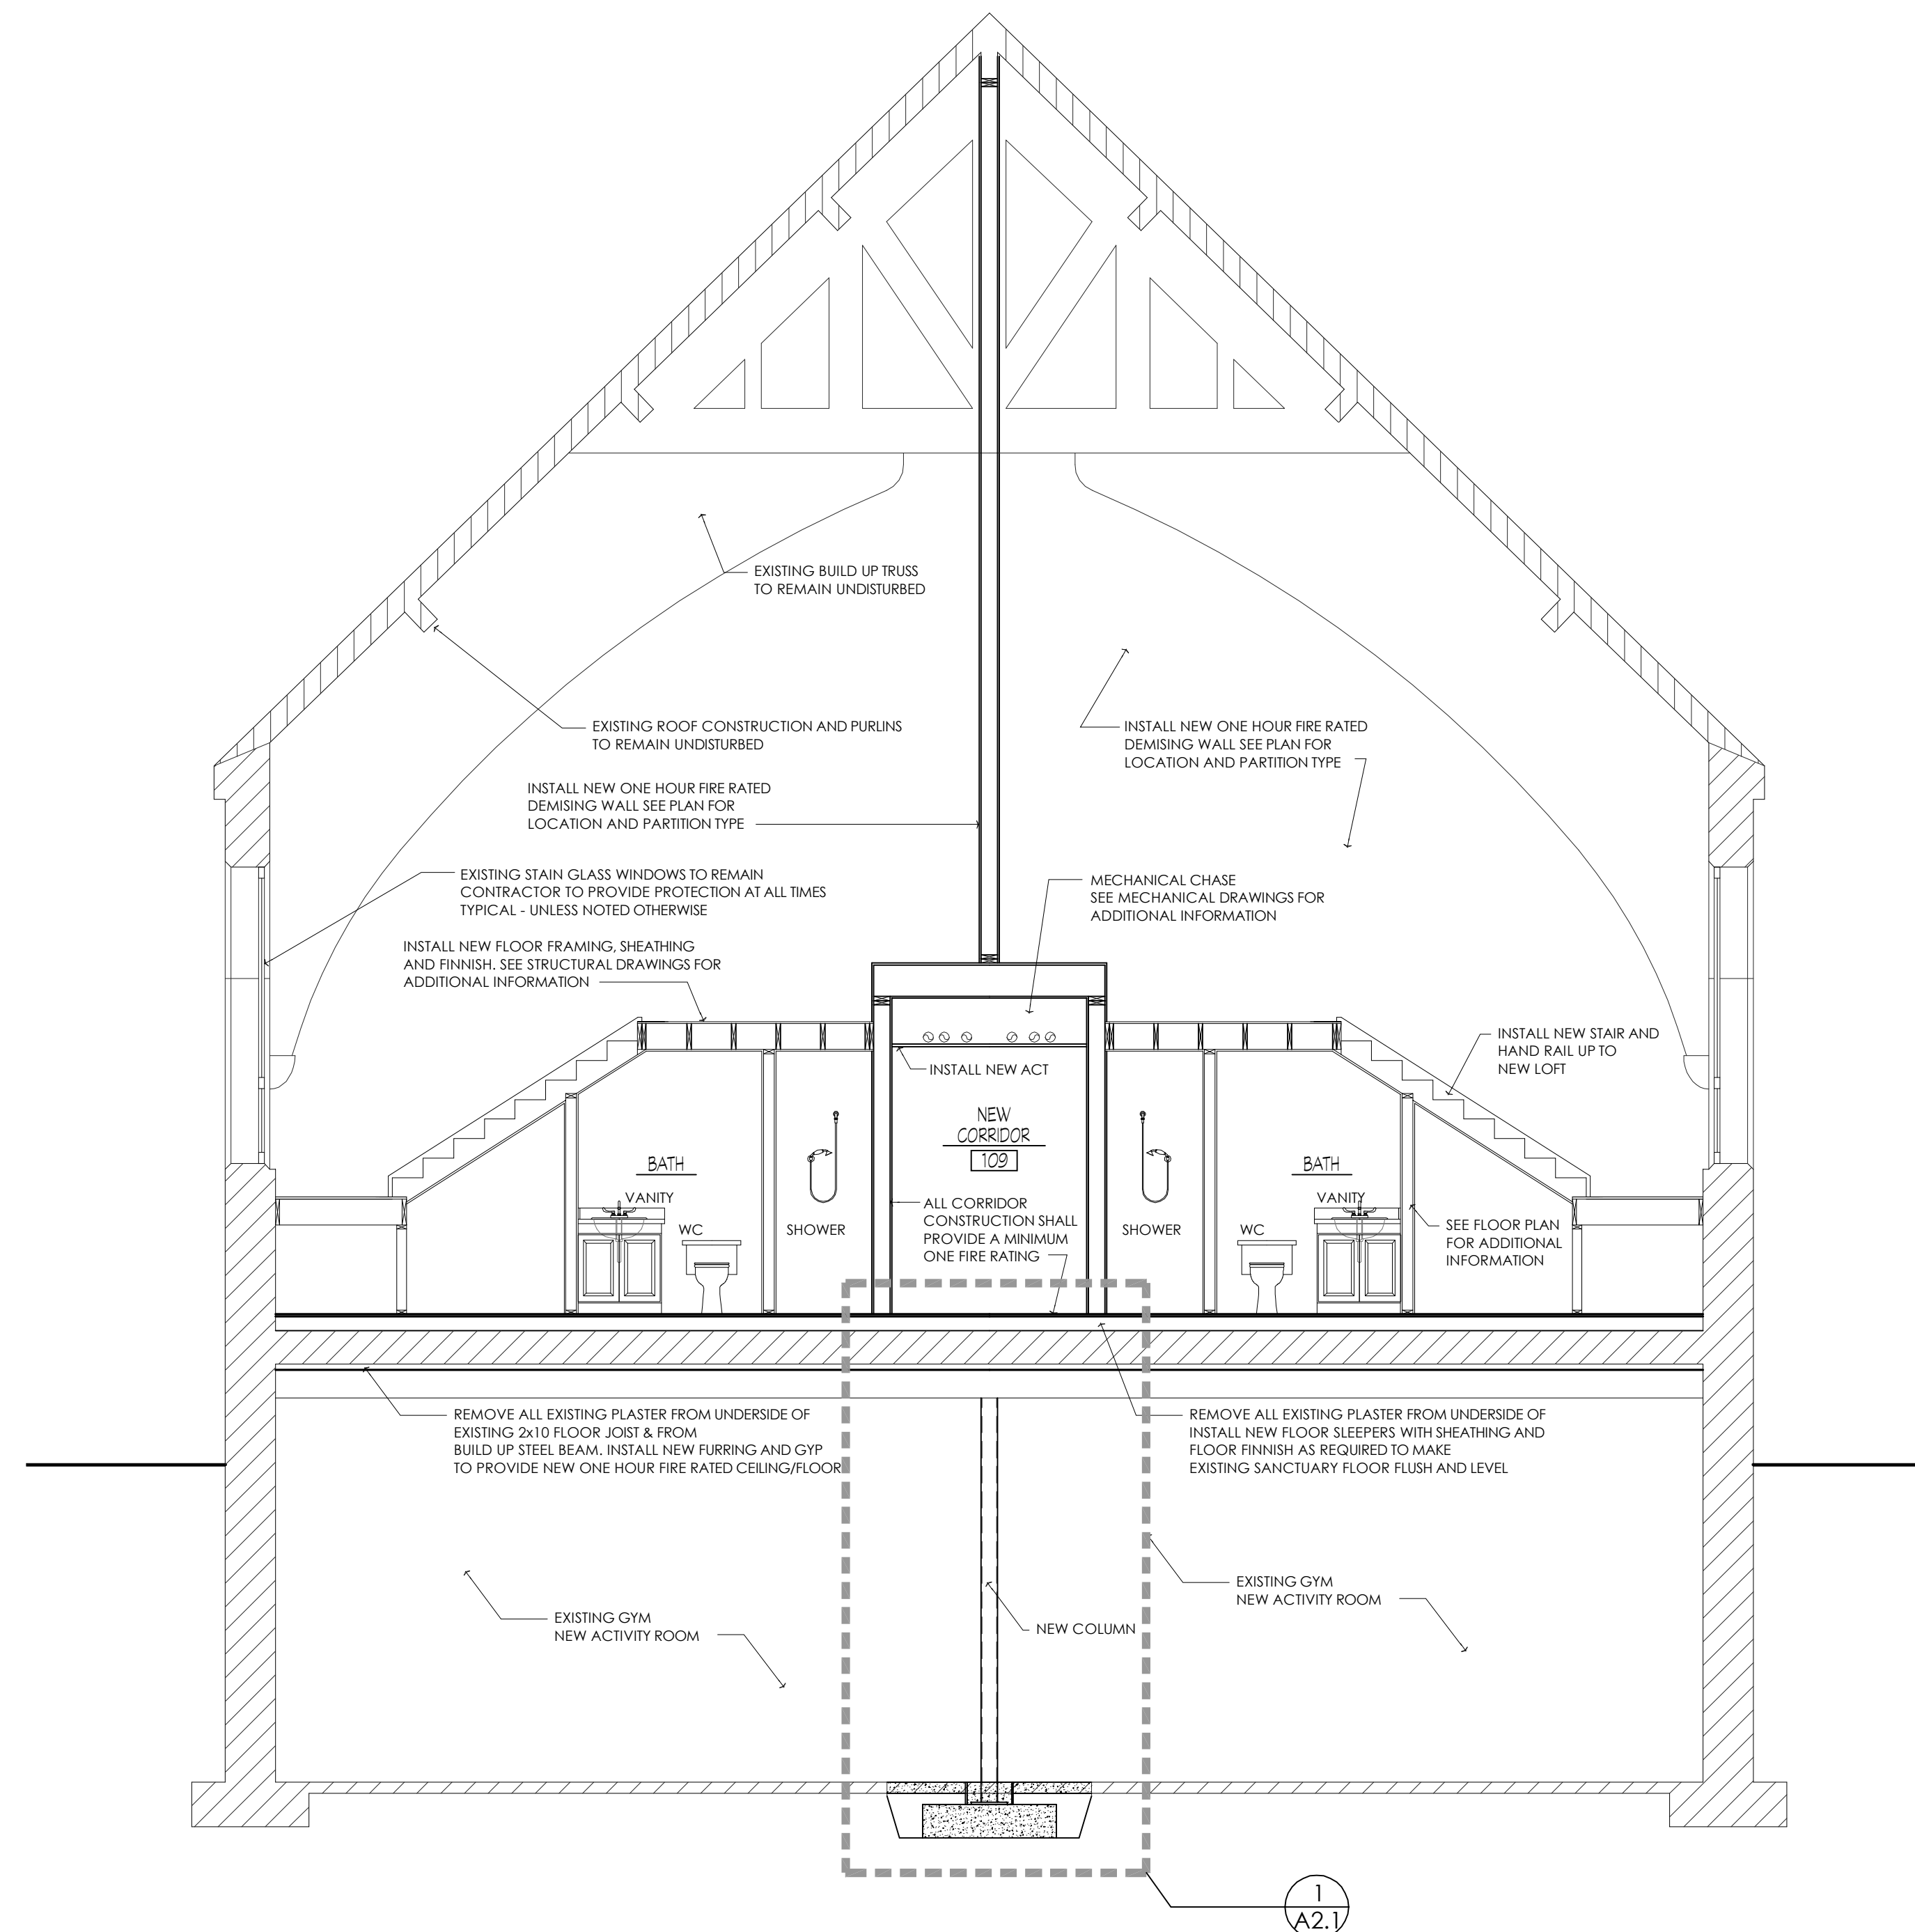 EXISTING BUILD UP TRUSS
TO REMAIN UNDISTURBED
EXISTING ROOF CONSTRUCTION AND PURLINS
TO REMAIN UNDISTURBED
INSTALL NEW ONE HOUR FIRE RATED
DEMISING WALL SEE PLAN FOR
LOCATION AND PARTITION TYPE
INSTALL NEW ONE HOUR FIRE RATED
DEMISING WALL SEE PLAN FOR
LOCATION AND PARTITION TYPE
EXISTING STAIN GLASS WINDOWS TO REMAIN
CONTRACTOR TO PROVIDE PROTECTION AT ALL TIMES
TYPICAL - UNLESS NOTED OTHERWISE
MECHANICAL CHASE
SEE MECHANICAL DRAWINGS FOR
ADDITIONAL INFORMATION
INSTALL NEW FLOOR FRAMING, SHEATHING
AND FINNISH. SEE STRUCTURAL DRAWINGS FOR
ADDITIONAL INFORMATION
INSTALL NEW STAIR AND
HAND RAIL UP TO
NEW LOFT
INSTALL NEW ACT
NEW
CORRIDOR
109
BATH
VANITY
WC
SHOWER
ALL CORRIDOR
CONSTRUCTION SHALL
PROVIDE A MINIMUM
ONE FIRE RATING
SHOWER
WC
BATH
VANITY
SEE FLOOR PLAN
FOR ADDITIONAL
INFORMATION
REMOVE ALL EXISTING PLASTER FROM UNDERSIDE OF
EXISTING 2x10 FLOOR JOIST & FROM
BUILD UP STEEL BEAM. INSTALL NEW FURRING AND GYP
TO PROVIDE NEW ONE HOUR FIRE RATED CEILING/FLOOR
REMOVE ALL EXISTING PLASTER FROM UNDERSIDE OF
INSTALL NEW FLOOR SLEEPERS WITH SHEATHING AND
FLOOR FINNISH AS REQUIRED TO MAKE
EXISTING SANCTUARY FLOOR FLUSH AND LEVEL
EXISTING GYM
NEW ACTIVITY ROOM
NEW COLUMN
EXISTING GYM
NEW ACTIVITY ROOM
1
A2.1